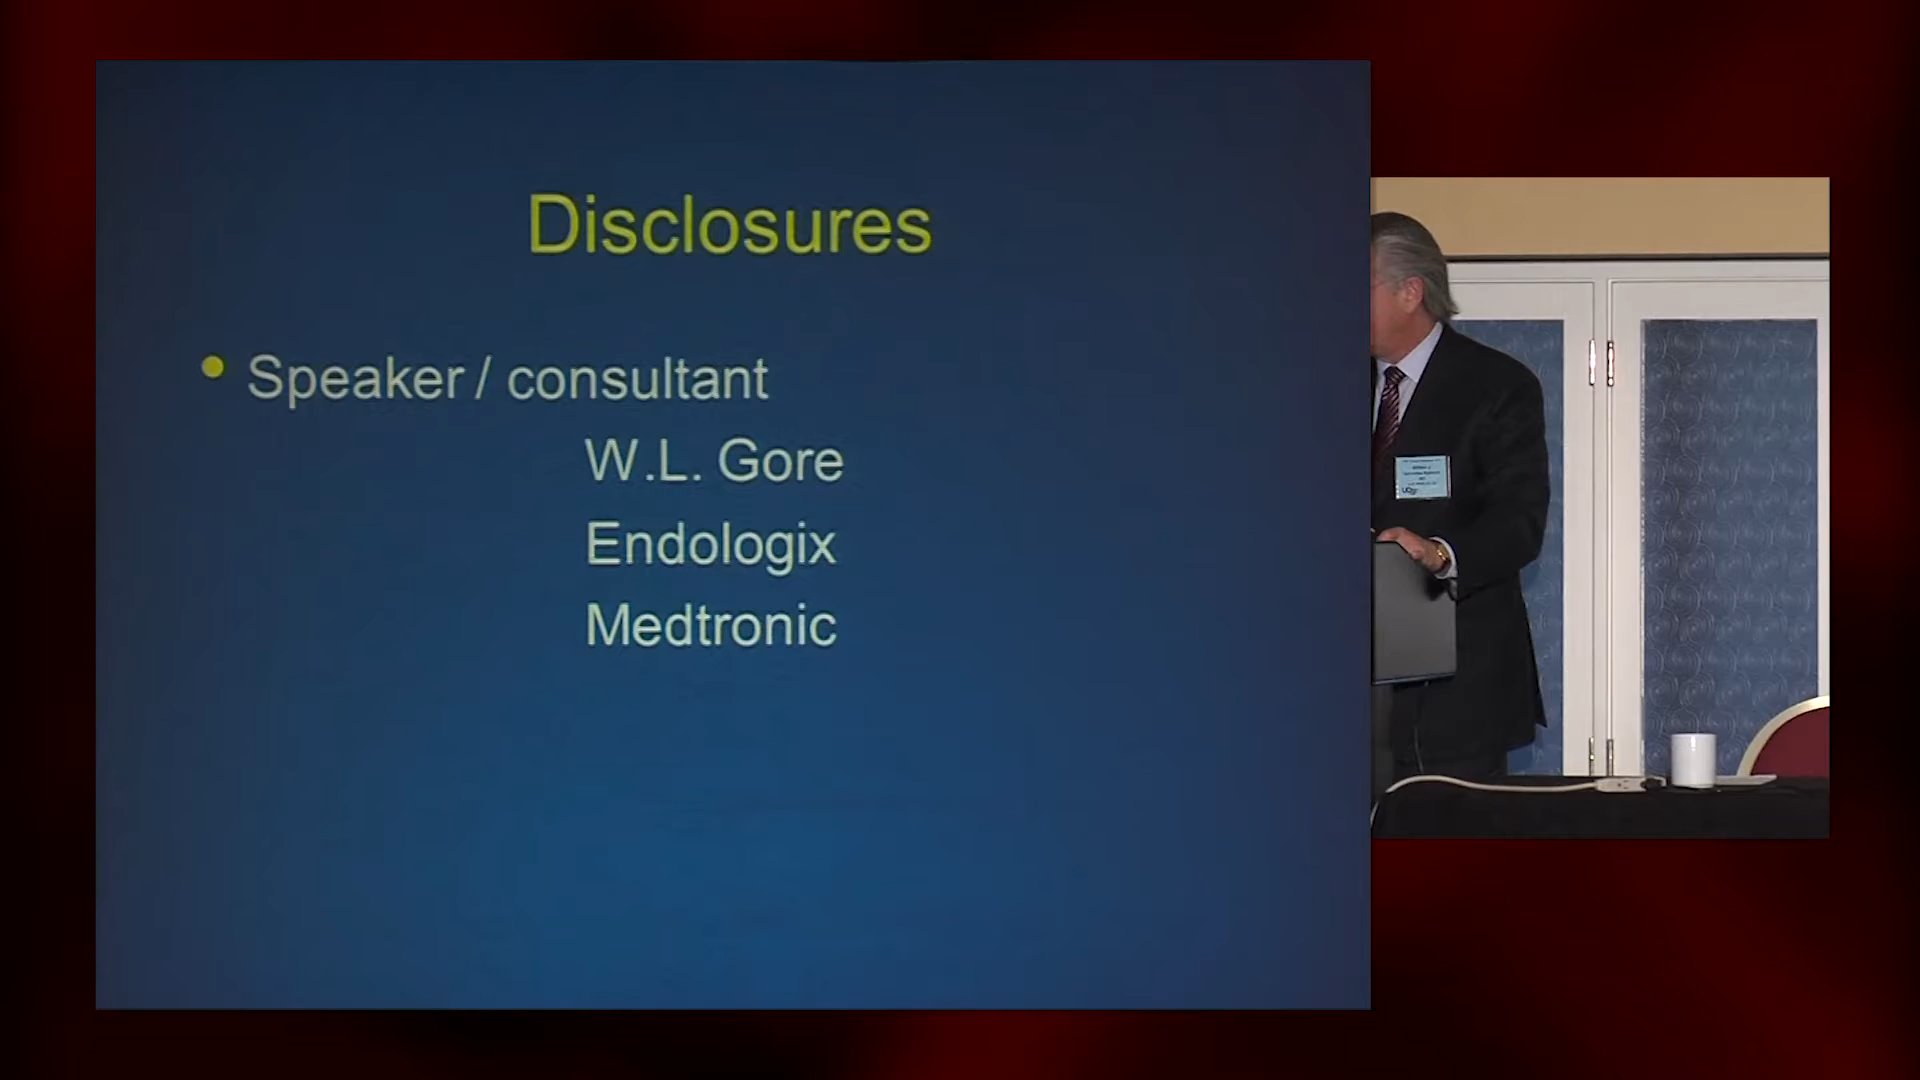 Disclosures
• Speaker / consultant
W.L. Gore
Endologix
Medtronic